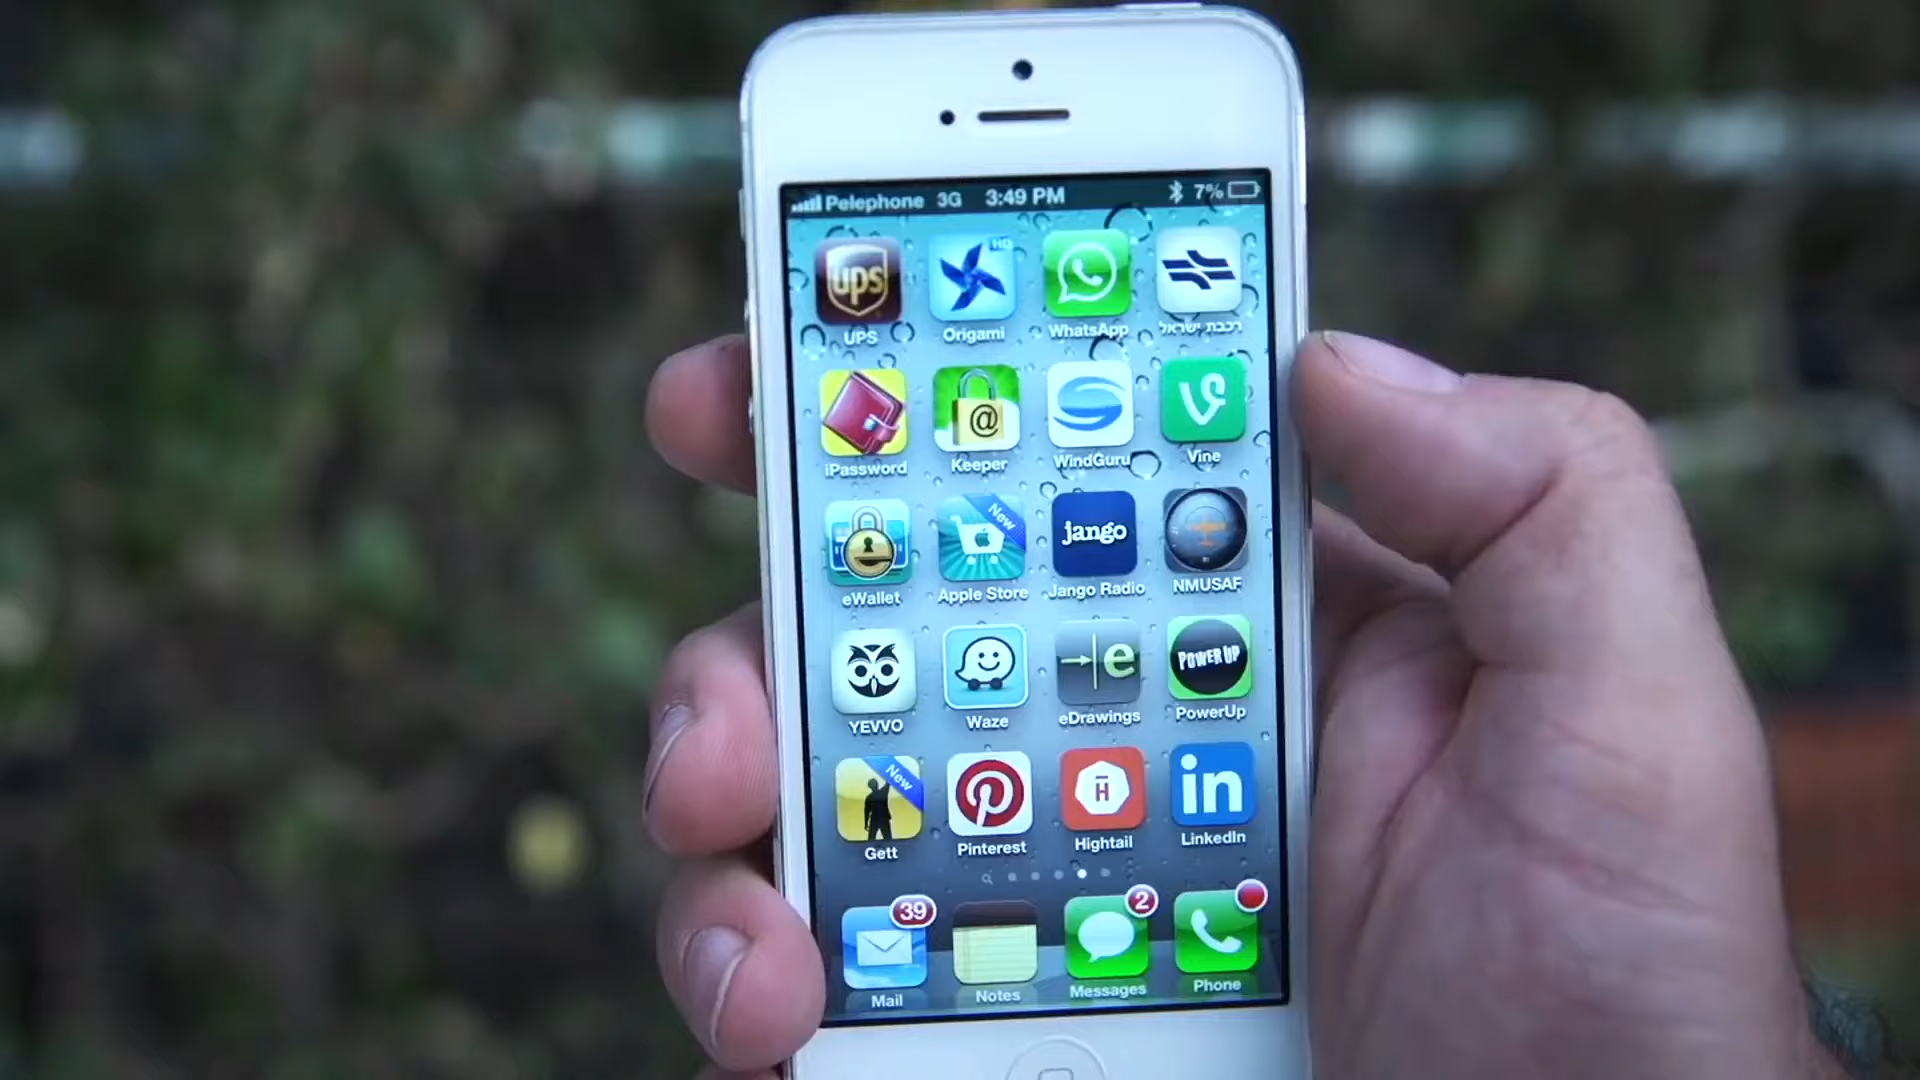 Pelephone 3G 3:49 PM 7%
ups
HD
UPS Origami WhatsApp רכבת ישראל
@
iPassword Keeper WindGuru Vine
New
jango
eWallet Apple Store Jango Radio NMUSAF
e
POWER UP
YEVVO Waze eDrawings PowerUp
New
H
in
Gett Pinterest Hightail LinkedIn
39
2
Mail Notes Messages Phone